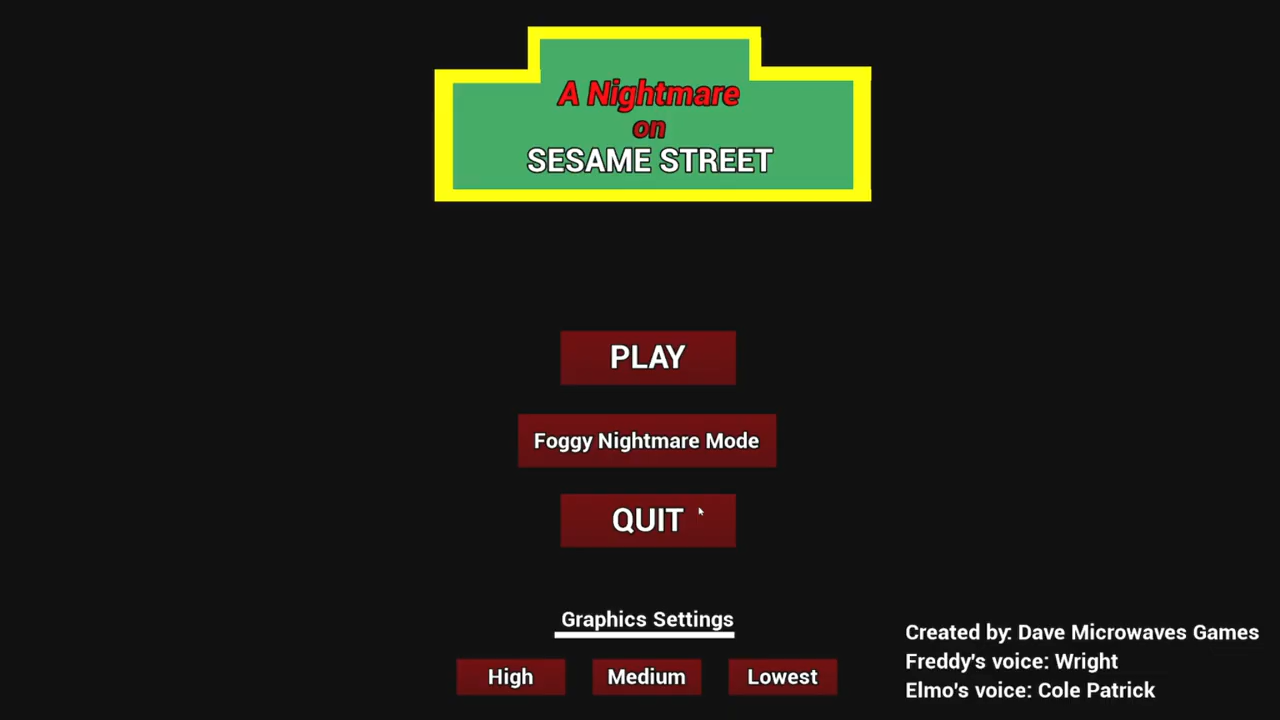 A Nightmare
on
SESAME STREET
PLAY
Foggy Nightmare Mode
QUIT
Graphics Settings
High Medium Lowest
Created by: Dave Microwaves Games
Freddy's voice: Wright
Elmo's voice: Cole Patrick